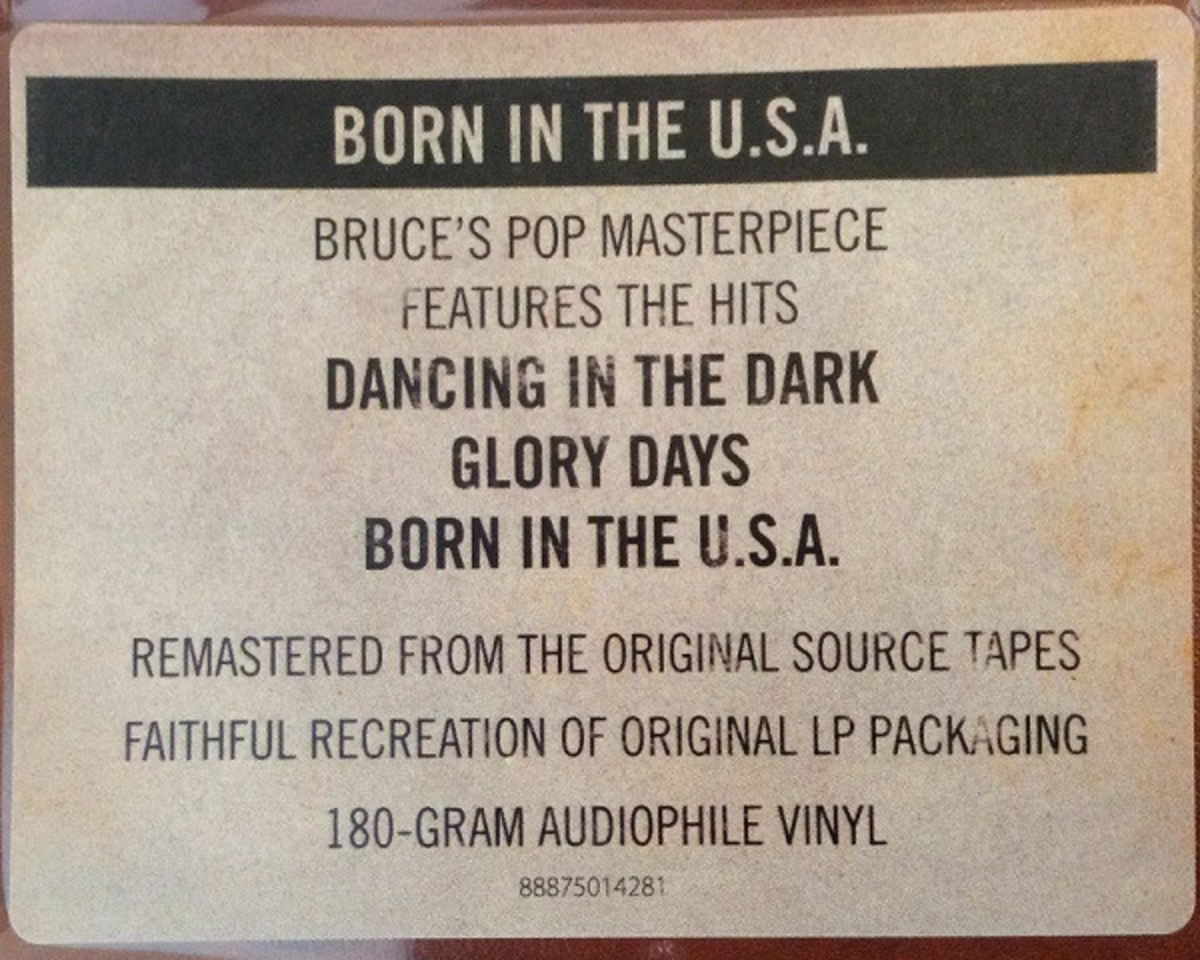 BORN IN THE U.S.A.
BRUCE'S POP MASTERPIECE
FEATURES THE HITS
DANCING IN THE DARK
GLORY DAYS
BORN IN THE U.S.A.
REMASTERED FROM THE ORIGINAL SOURCE TAPES
FAITHFUL RECREATION OF ORIGINAL LP PACKAGING
180-GRAM AUDIOPHILE VINYL
88875014281